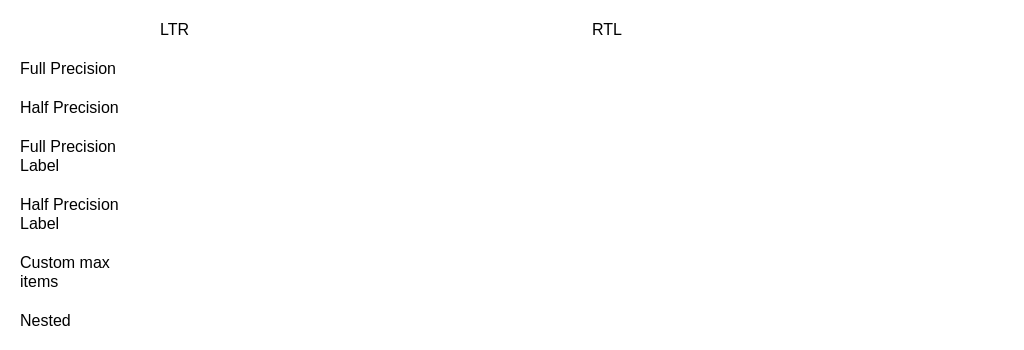 LTR RTL
Full Precision
Half Precision
Full Precision
Label
Half Precision
Label
Custom max
items
Nested